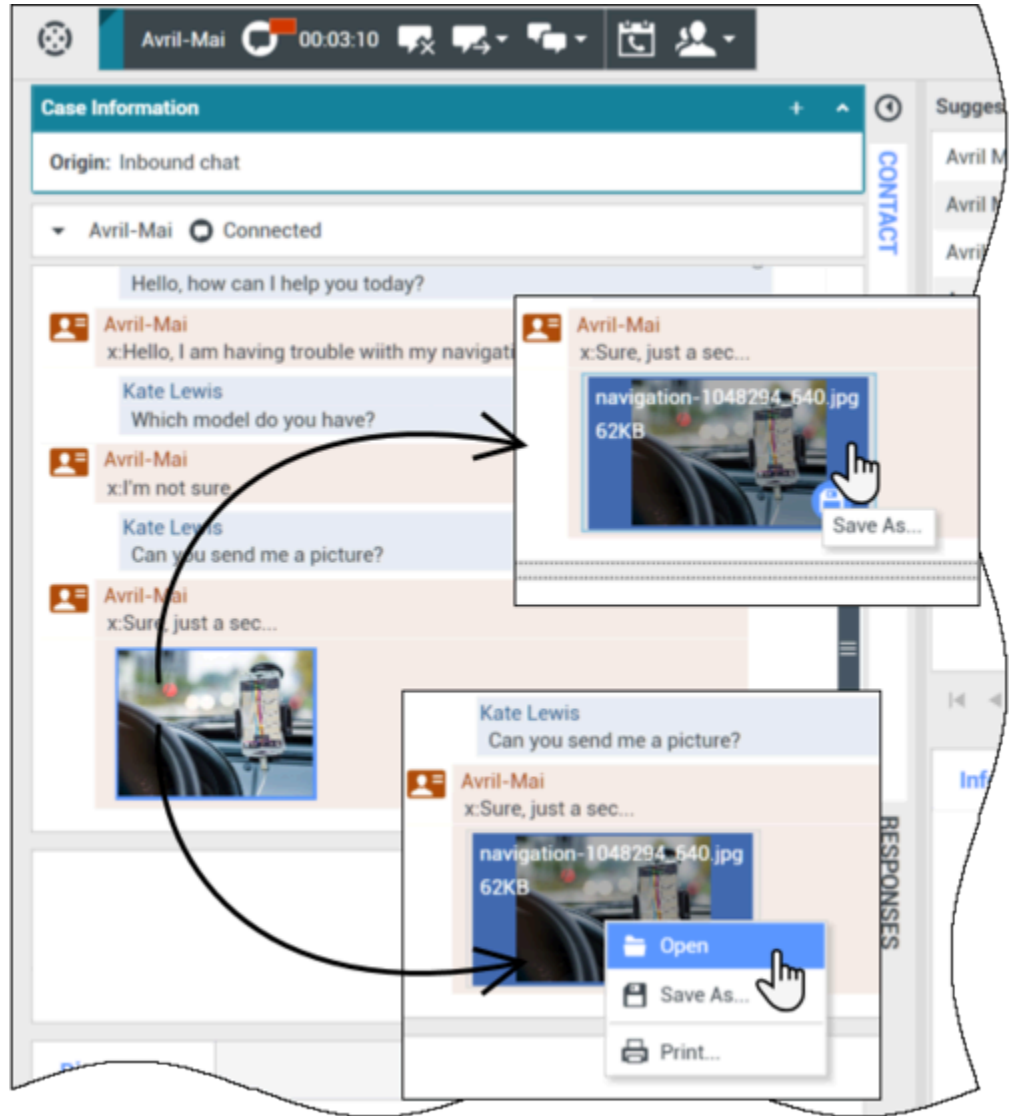 Avril-Mai 00:03:10
Case Information
Origin: Inbound chat
Avril-Mai Connected
Hello, how can I help you today?
Avril-Mai
x:Hello, I am having trouble wiith my
Kate Lewis
Which model do you have?
Avril-Mai
x:I'm not sure
Kate Lewis
Can you send me a picture?
Avril-Mai
x:Sure, just a sec...
Avril-Mai
x:Sure, just a sec...
navigation-1048294_640.jpg
62KB
Save As...
Kate Lewis
Can you send me a picture?
Avril-Mai
x:Sure, just a sec...
navigation-1048294_640.jpg
62KB
Open
Save As...
Print...
CONTACT
RESPONSES
Avril
Avril
Avril